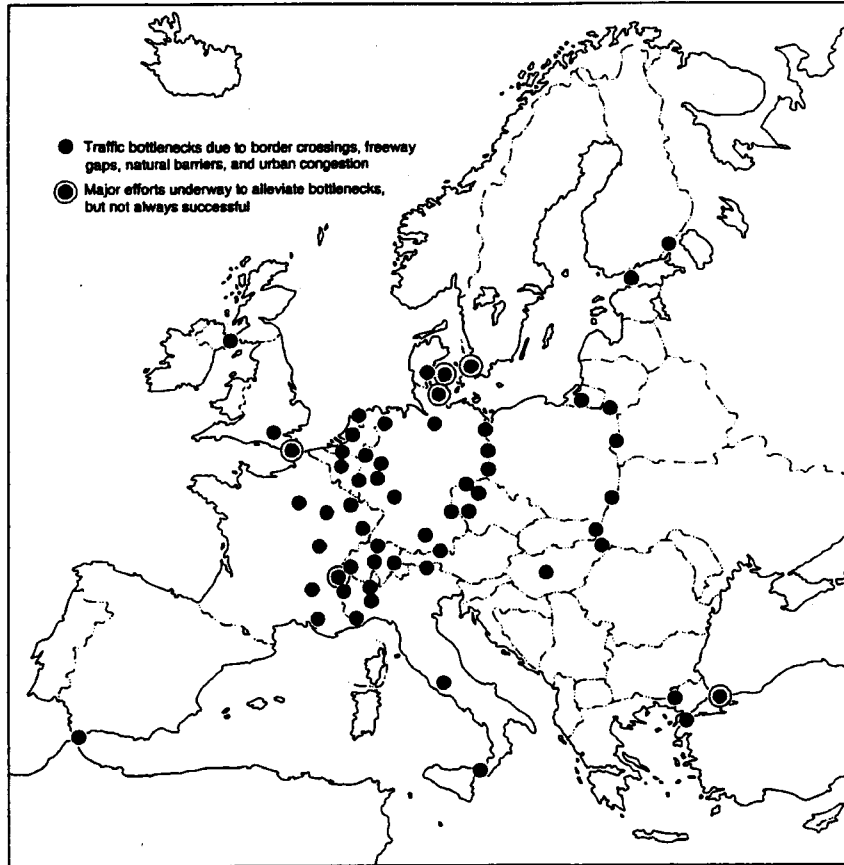 Traffic bottlenecks due to border crossings, freeway
gaps, natural barriers, and urban congestion
Major efforts underway to alleviate bottlenecks,
but not always successful